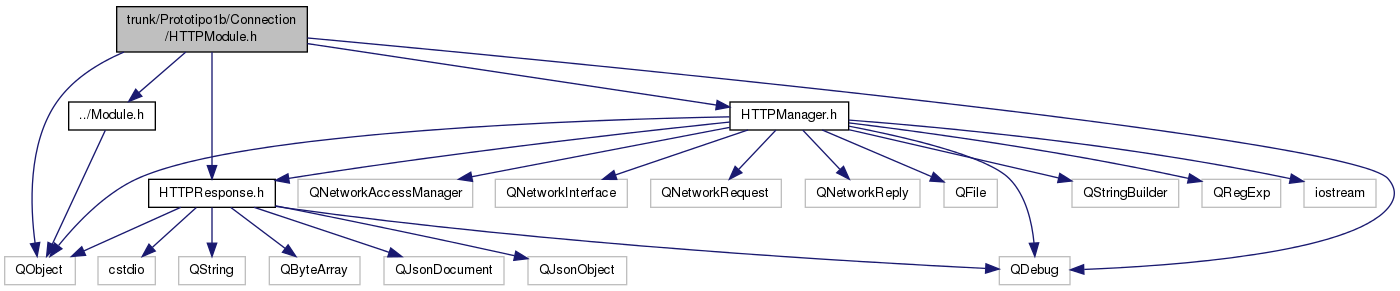 trunk/Prototipo1b/Connection
/HTTPModule.h
../Module.h
HTTPManager.h
HTTPResponse.h
QNetworkAccessManager
QNetworkInterface
QNetworkRequest
QNetworkReply
QFile
QStringBuilder
QRegExp
iostream
QObject
cstdio
QString
QByteArray
QJsonDocument
QJsonObject
QDebug